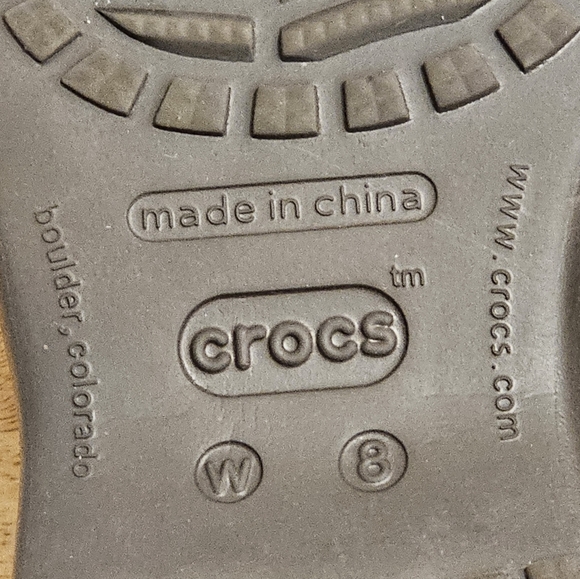 made in china
boulder, colorado
www.crocs.com
tm
crocs
W
8